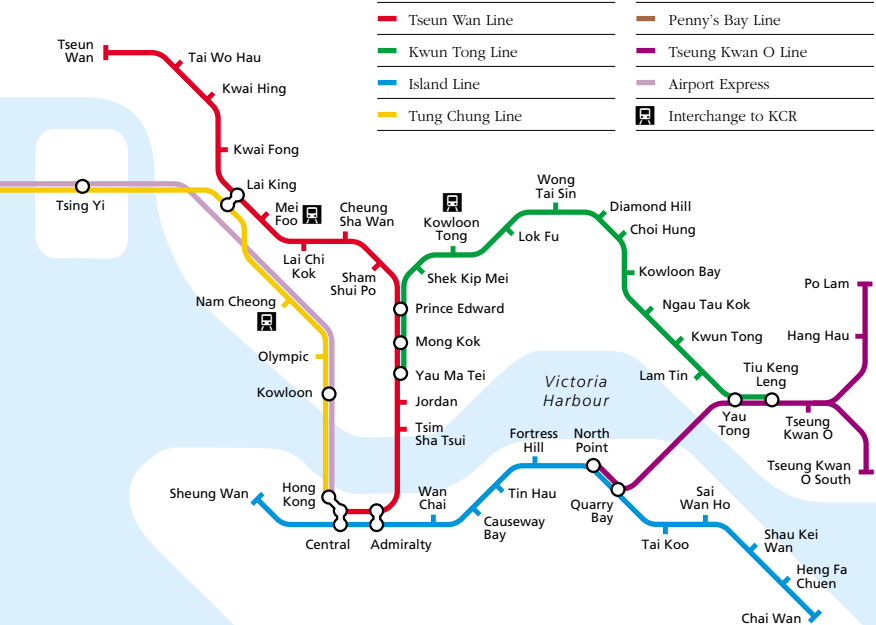 Tseun Wan Line
Kwun Tong Line
Island Line
Tung Chung Line
Penny's Bay Line
Tseung Kwan O Line
Airport Express
Interchange to KCR
Tseun
Wan
Tai Wo Hau
Kwai Hing
Kwai Fong
Lai King
Tsing Yi
Mei
Foo
Cheung
Sha Wan
Lai Chi
Kok
Sham
Shui Po
Nam Cheong
Olympic
Kowloon
Kowloon
Tong
Wong
Tai Sin
Diamond Hill
Choi Hung
Lok Fu
Shek Kip Mei
Kowloon Bay
Prince Edward
Mong Kok
Yau Ma Tei
Jordan
Tsim
Sha Tsui
Ngau Tau Kok
Kwun Tong
Lam Tin
Po Lam
Hang Hau
Tiu Keng
Leng
Yau
Tong
Tseung
Kwan O
Tseung Kwan
O South
Victoria
Harbour
Fortress
Hill
North
Point
Quarry
Bay
Sheung Wan
Hong
Kong
Central
Admiralty
Wan
Chai
Tin Hau
Causeway
Bay
Sai
Wan Ho
Tai Koo
Shau Kei
Wan
Heng Fa
Chuen
Chai Wan